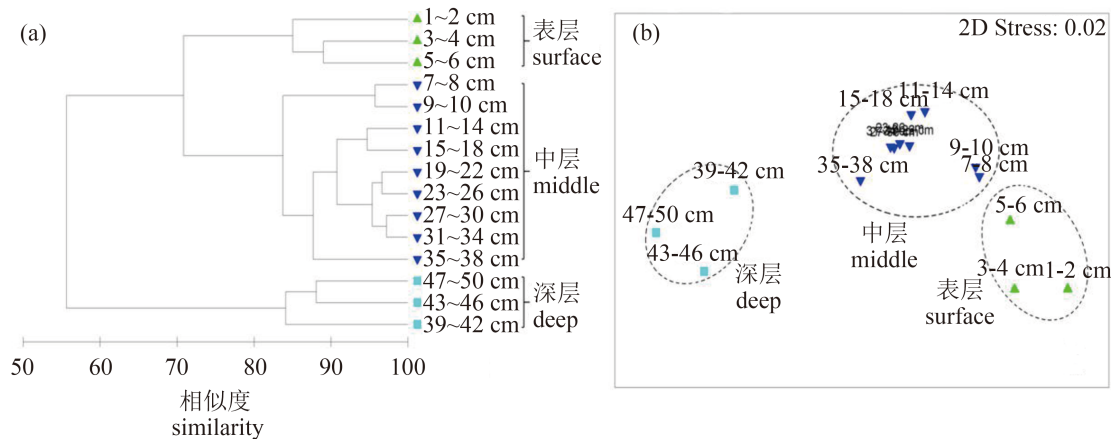 (a)
1~2 cm
3~4 cm
5~6 cm
表层
surface
7~8 cm
9~10 cm
11~14 cm
15~18 cm
19~22 cm
23~26 cm
27~30 cm
31~34 cm
35~38 cm
中层
middle
47~50 cm
43~46 cm
39~42 cm
深层
deep
50 60 70 80 90 100
相似度
similarity
(b)
2D Stress: 0.02
15-18 cm
11-14 cm
35-38 cm
9-10 cm
7-8 cm
39-42 cm
47-50 cm
43-46 cm
深层
deep
中层
middle
5-6 cm
3-4 cm
1-2 cm
表层
surface